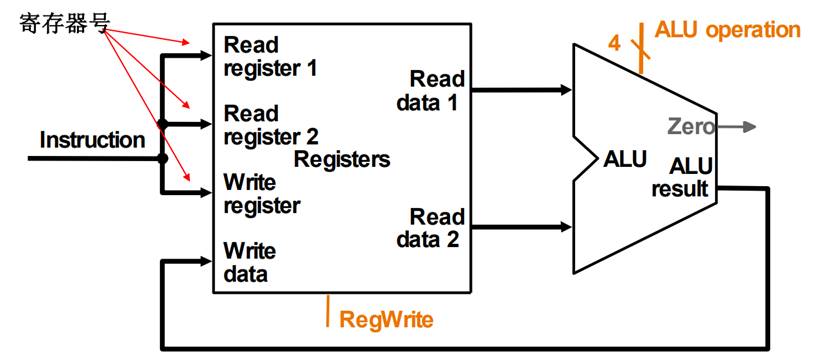 寄存器号
Read
register 1
Read
register 2
Instruction
Registers
Write
register
Write
data
Read
data 1
Read
data 2
RegWrite
4
ALU operation
Zero
ALU
ALU
result